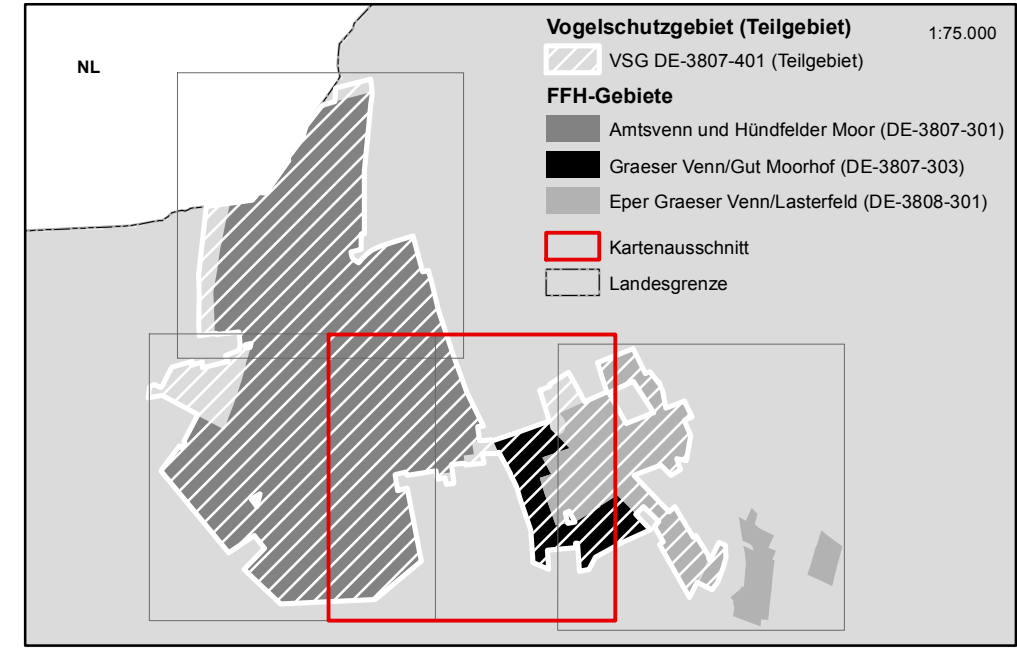 Vogelschutzgebiet (Teilgebiet)
1:75.000
NL
VSG DE-3807-401 (Teilgebiet)
FFH-Gebiete
Amtsvenn und Hündfelder Moor (DE-3807-301)
Graeser Venn/Gut Moorhof (DE-3807-303)
Eper Graeser Venn/Lasterfeld (DE-3808-301)
Kartenausschnitt
Landesgrenze